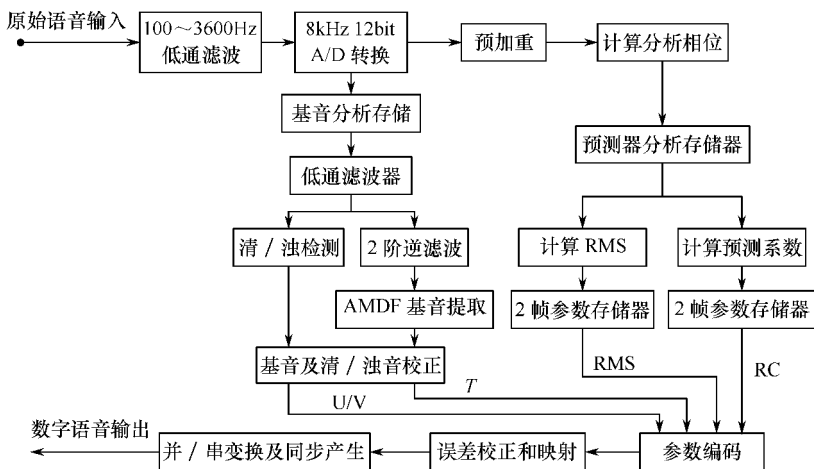 原始语音输入
100～3600Hz
低通滤波
8kHz 12bit
A/D 转换
预加重
计算分析相位
基音分析存储
预测器分析存储器
低通滤波器
清 / 浊检测
2 阶逆滤波
计算 RMS
计算预测系数
AMDF 基音提取
2 帧参数存储器
2 帧参数存储器
基音及清 / 浊音校正
RMS
RC
T
U/V
数字语音输出
并 / 串变换及同步产生
误差校正和映射
参数编码